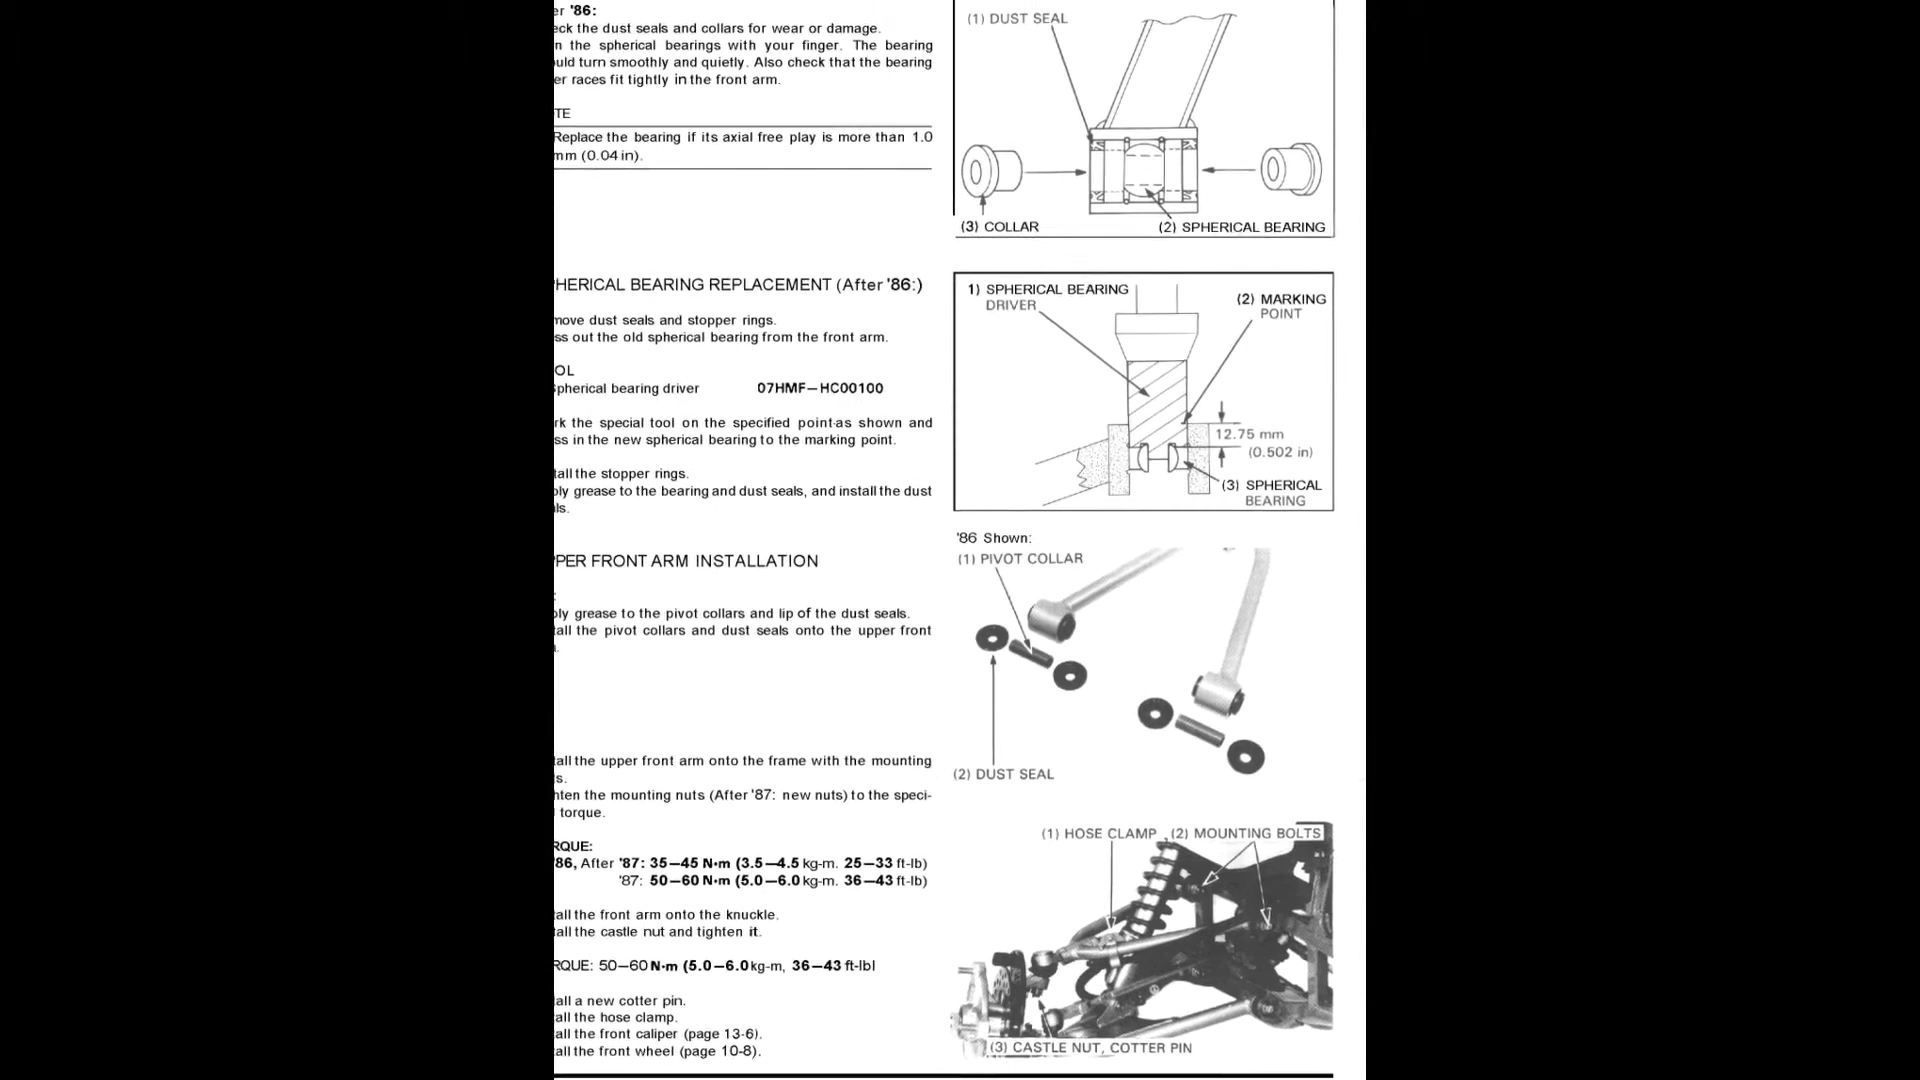 er '86:
eck the dust seals and collars for wear or damage.
n the spherical bearings with your finger. The bearing
uld turn smoothly and quietly. Also check that the bearing
er races fit tightly in the front arm.
TE
Replace the bearing if its axial free play is more than 1.0
mm (0.04 in).
(1) DUST SEAL
(3) COLLAR
(2) SPHERICAL BEARING
PHERICAL BEARING REPLACEMENT (After '86:)
move dust seals and stopper rings.
ss out the old spherical bearing from the front arm.
OL
Spherical bearing driver 07HMF—HC00100
rk the special tool on the specified point as shown and
ss in the new spherical bearing to the marking point.
tall the stopper rings.
ply grease to the bearing and dust seals, and install the dust
ls.
1) SPHERICAL BEARING
DRIVER
(2) MARKING
POINT
12.75 mm
(0.502 in)
(3) SPHERICAL
BEARING
PPER FRONT ARM INSTALLATION
:
ply grease to the pivot collars and lip of the dust seals.
tall the pivot collars and dust seals onto the upper front
'86 Shown:
(1) PIVOT COLLAR
(2) DUST SEAL
tall the upper front arm onto the frame with the mounting
s.
hten the mounting nuts (After '87: new nuts) to the speci-
torque.
RQUE:
'86, After '87: 35—45 N·m (3.5—4.5 kg-m. 25—33 ft-lb)
'87: 50—60 N·m (5.0—6.0 kg-m. 36—43 ft-lb)
tall the front arm onto the knuckle.
tall the castle nut and tighten it.
RQUE: 50—60 N·m (5.0—6.0 kg-m, 36—43 ft-lbl
tall a new cotter pin.
tall the hose clamp.
tall the front caliper (page 13-6).
tall the front wheel (page 10-8).
(1) HOSE CLAMP
(2) MOUNTING BOLTS
(3) CASTLE NUT, COTTER PIN